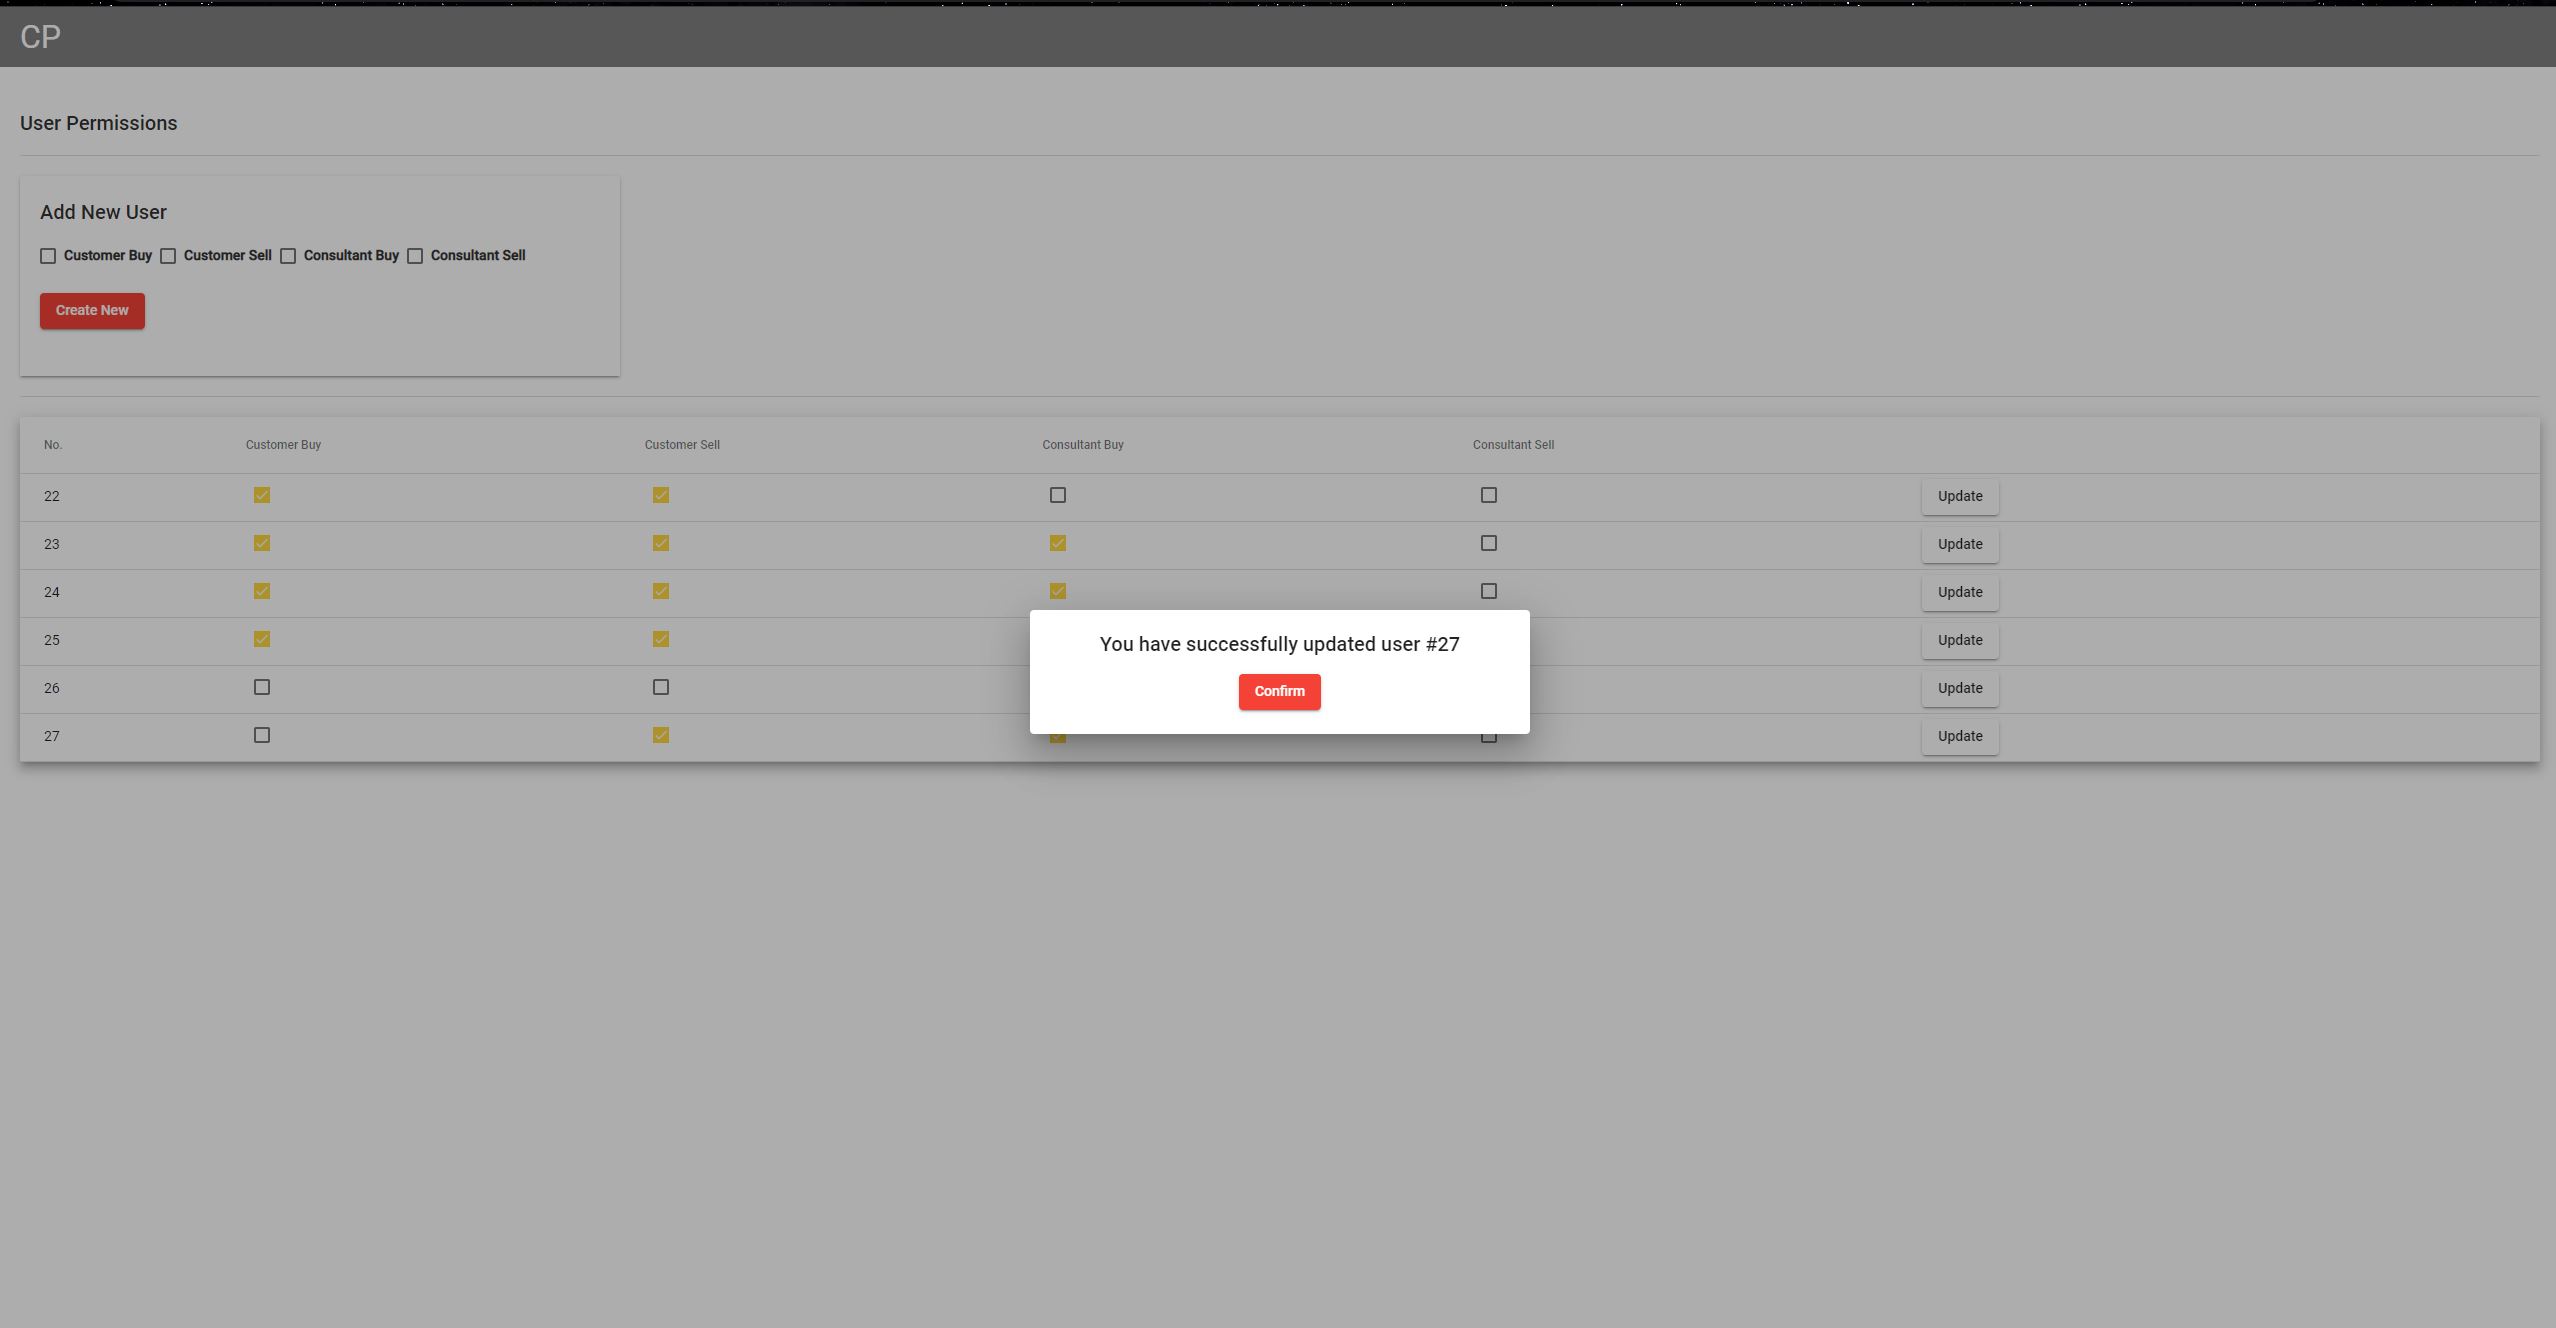 CP
User Permissions
Add New User
Customer Buy Customer Sell Consultant Buy Consultant Sell
Create New
No. Customer Buy Customer Sell Consultant Buy Consultant Sell
22 Update
23 Update
24 Update
25 Update
You have successfully updated user #27
26 Update
Confirm
27 Update